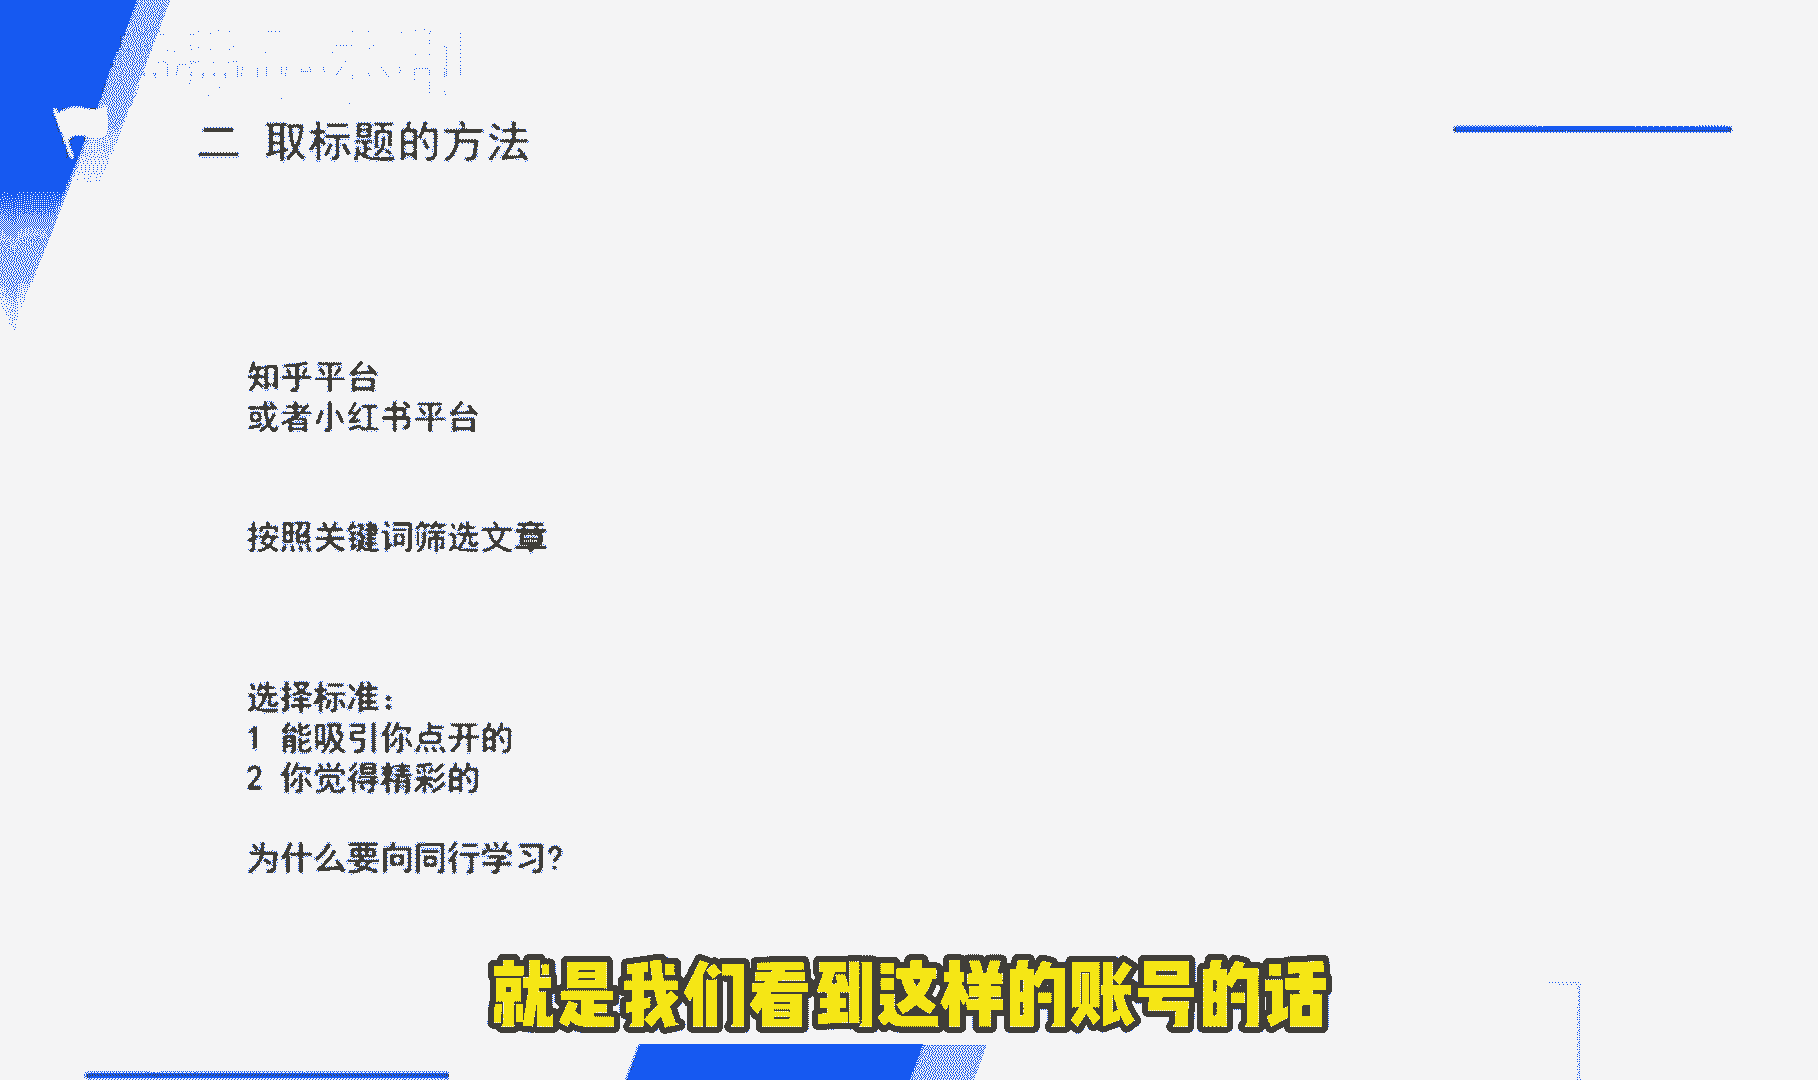 二 取标题的方法
知乎平台
或者小红书平台
按照关键词筛选文章
选择标准：
1 能吸引你点开的
2 你觉得精彩的
为什么要向同行学习?
就是我们看到这样的账号的话